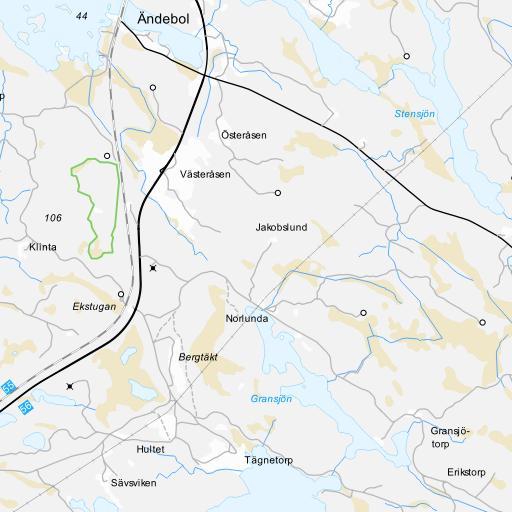 44
Ändebol
Stensjön
Österåsen
Västeråsen
106
Jakobslund
Klinta
Ekstugan
Norlunda
Bergtäkt
55
56
Gransjön
Gransjö-
torp
Hultet
Tägnetorp
Erikstorp
Sävsviken